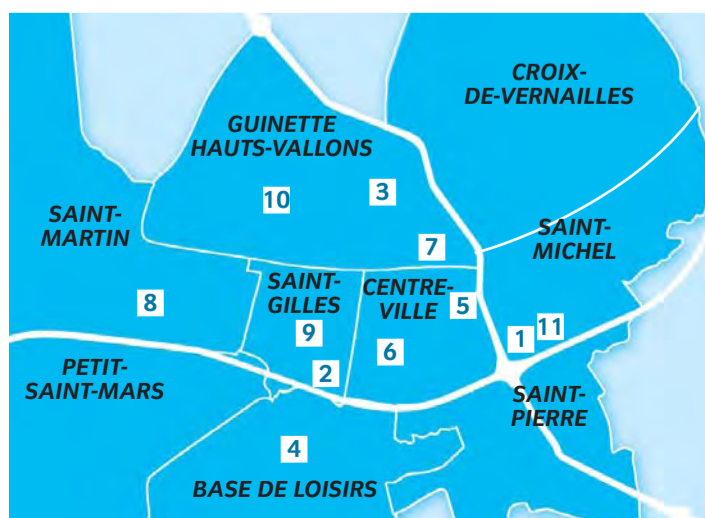 CROIX-
DE-VERNAILLES
GUINETTE
HAUTS-VALLONS
10
3
SAINT-
MARTIN
7
SAINT-
MICHEL
8
SAINT-
GILLES
9
2
CENTRE-
VILLE
5
6
1
11
PETIT-
SAINT-MARS
SAINT-
PIERRE
4
BASE DE LOISIRS